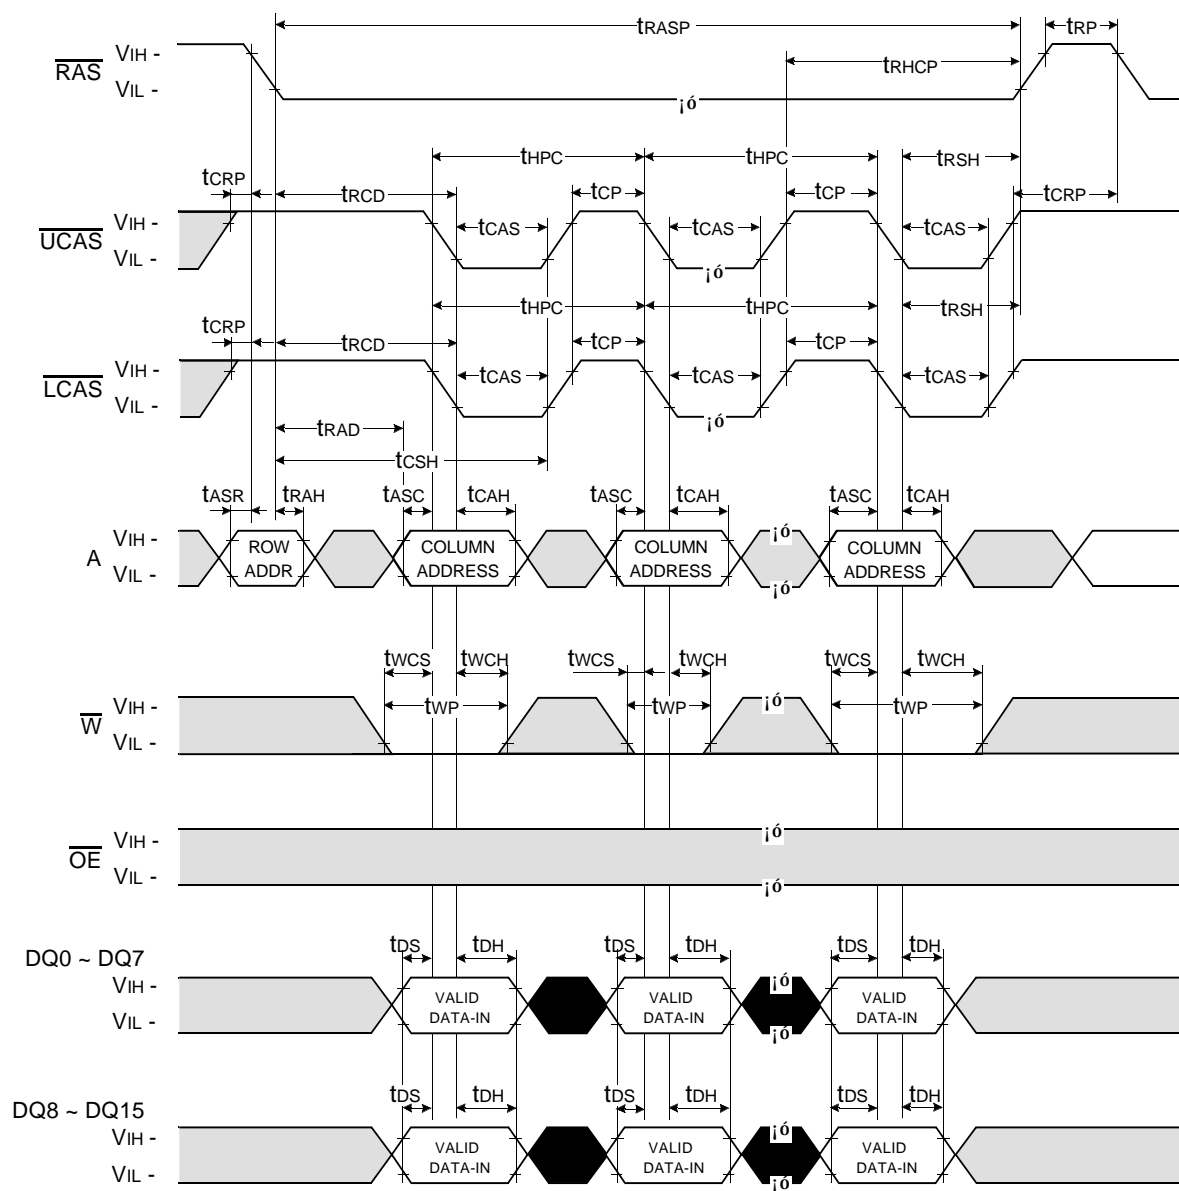 tRASP
tRP
VIH -
RAS
tRHCP
VIL -
¡ó
tHPC
tHPC
tRSH
tCRP
tRCD
tCP
tCP
tCRP
VIH -
UCAS
tCAS
tCAS
tCAS
VIL -
¡ó
tHPC
tHPC
tRSH
tCRP
tRCD
tCP
tCP
VIH -
LCAS
tCAS
tCAS
tCAS
VIL -
¡ó
tRAD
tCSH
tASR
tRAH
tASC
tCAH
tASC
tCAH
tASC
tCAH
VIH -
A
VIL -
ROW
ADDR
COLUMN
ADDRESS
COLUMN
ADDRESS
¡ó
¡ó
COLUMN
ADDRESS
tWCS
tWCH
tWCS
tWCH
tWCS
tWCH
VIH -
W
VIL -
tWP
tWP
¡ó
tWP
VIH -
OE
VIL -
¡ó
¡ó
tDS
tDH
tDS
tDH
tDS
tDH
DQ0 ~ DQ7
VIH -
VIL -
VALID
DATA-IN
VALID
DATA-IN
¡ó
¡ó
VALID
DATA-IN
tDS
tDH
tDS
tDH
tDS
tDH
DQ8 ~ DQ15
VIH -
VIL -
VALID
DATA-IN
VALID
DATA-IN
¡ó
¡ó
VALID
DATA-IN